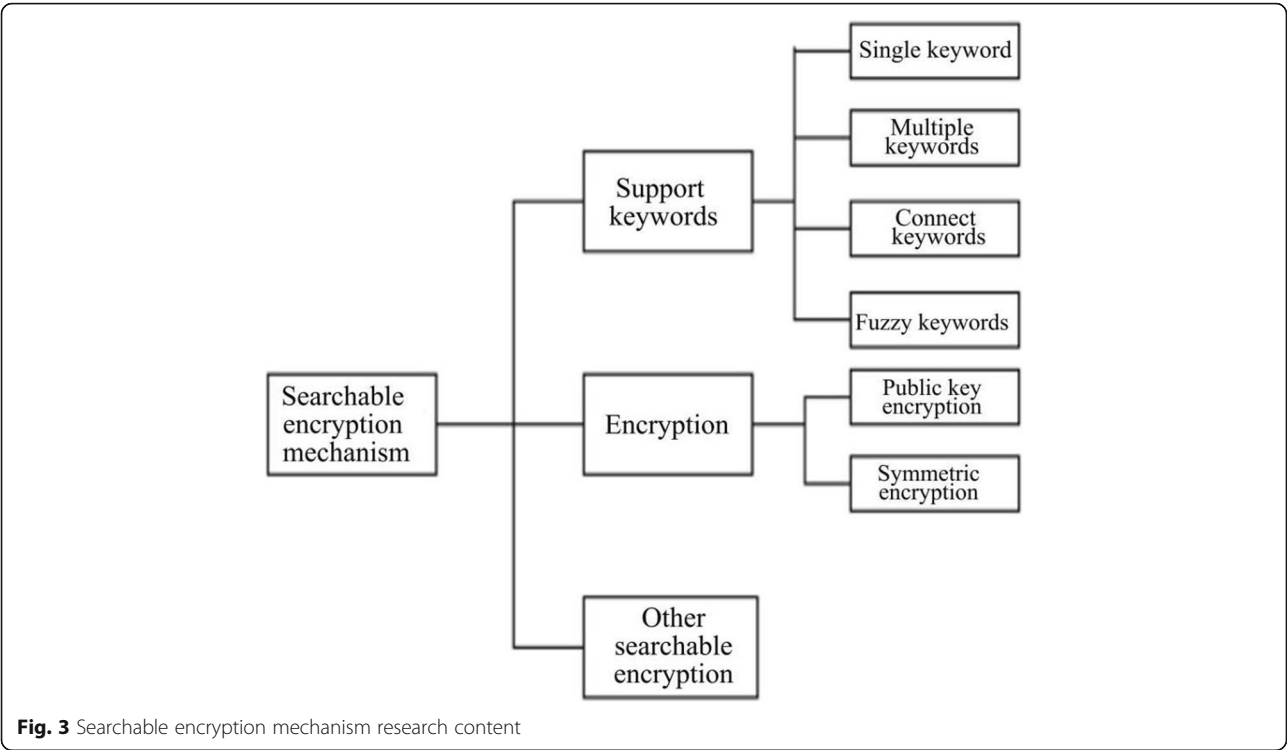 Single keyword
Multiple
keywords
Support
keywords
Connect
keywords
Fuzzy keywords
Searchable
encryption
mechanism
Encryption
Public key
encryption
Symmetric
encryption
Other
searchable
encryption
Fig. 3 Searchable encryption mechanism research content